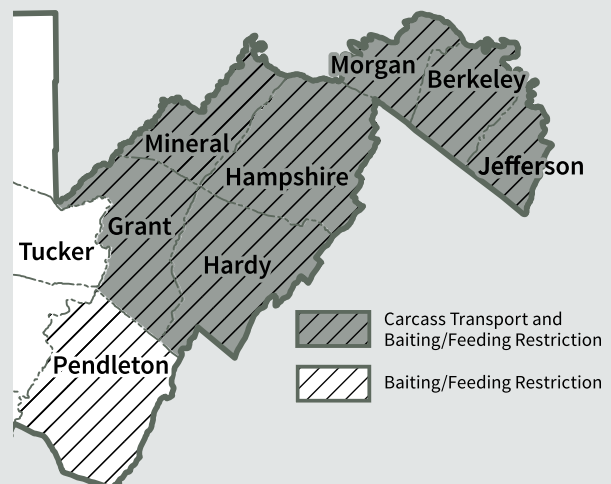 Morgan
Berkeley
Mineral
Jefferson
Hampshire
Grant
Tucker
Hardy
Pendleton
Carcass Transport and
Baiting/Feeding Restriction
Baiting/Feeding Restriction